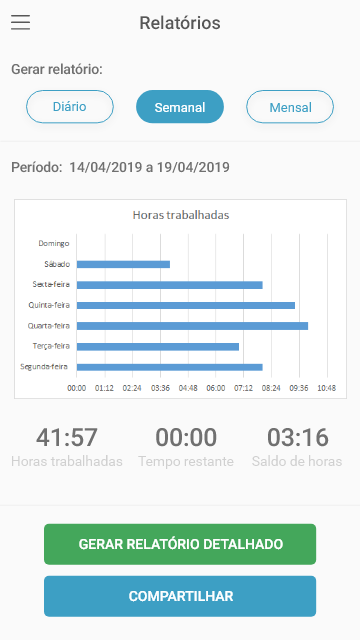 Relatórios
Gerar relatório:
Diário Semanal Mensal
Período: 14/04/2019 a 19/04/2019
Horas trabalhadas
Domingo
Sábado
Sexta-feira
Quinta-feira
Quarta-feira
Terça-feira
Segunda-feira
00:00 01:12 02:24 03:36 04:48 06:00 07:12 08:24 09:36 10:48
41:57 00:00 03:16
Horas trabalhadas Tempo restante Saldo de horas
GERAR RELATÓRIO DETALHADO
COMPARTILHAR